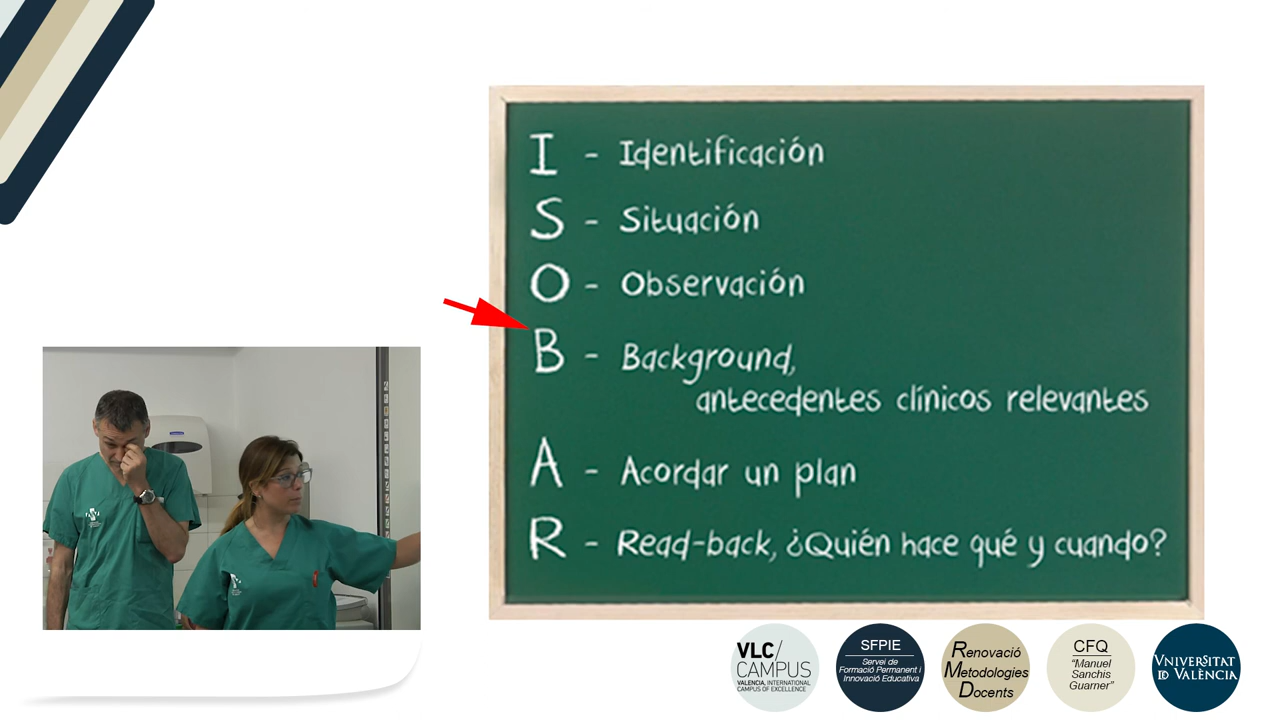 I - Identificación
S - Situación
O - Observación
B - Background,
antecedentes clínicos relevantes
A - Acordar un plan
R - Read-back, ¿Quién hace qué y cuando?
VLC/
CAMPUS
VALENCIA, INTERNATIONAL
CAMPUS OF EXCELLENCE
SFPIE
Servei de
Formació Permanent i
Innovació Educativa
Renovació
Metodologies
Docents
CFQ
“Manuel
Sanchis
Guarner”
VNIVERSITAT
ID VALÈNCIA